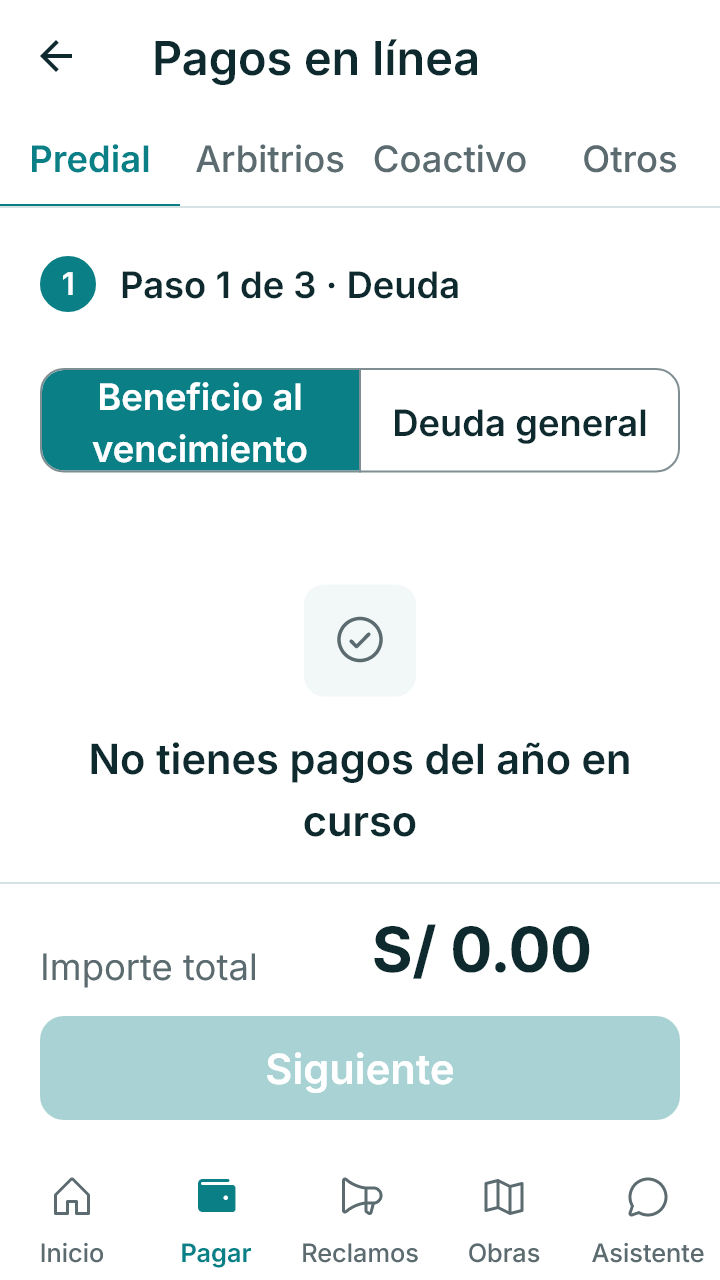 Pagos en línea
Predial Arbitrios Coactivo Otros
1 Paso 1 de 3 · Deuda
Beneficio al
vencimiento
Deuda general
No tienes pagos del año en
curso
Importe total S/ 0.00
Siguiente
Inicio Pagar Reclamos Obras Asistente